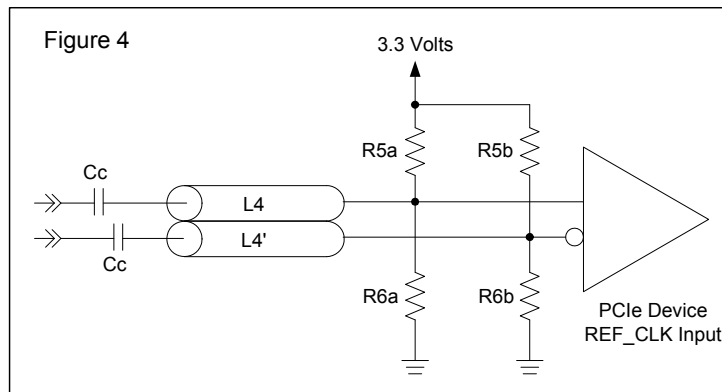 Figure 4
3.3 Volts
R5a
R5b
Cc
L4
L4'
Cc
R6a
R6b
PCIe Device
REF_CLK Input